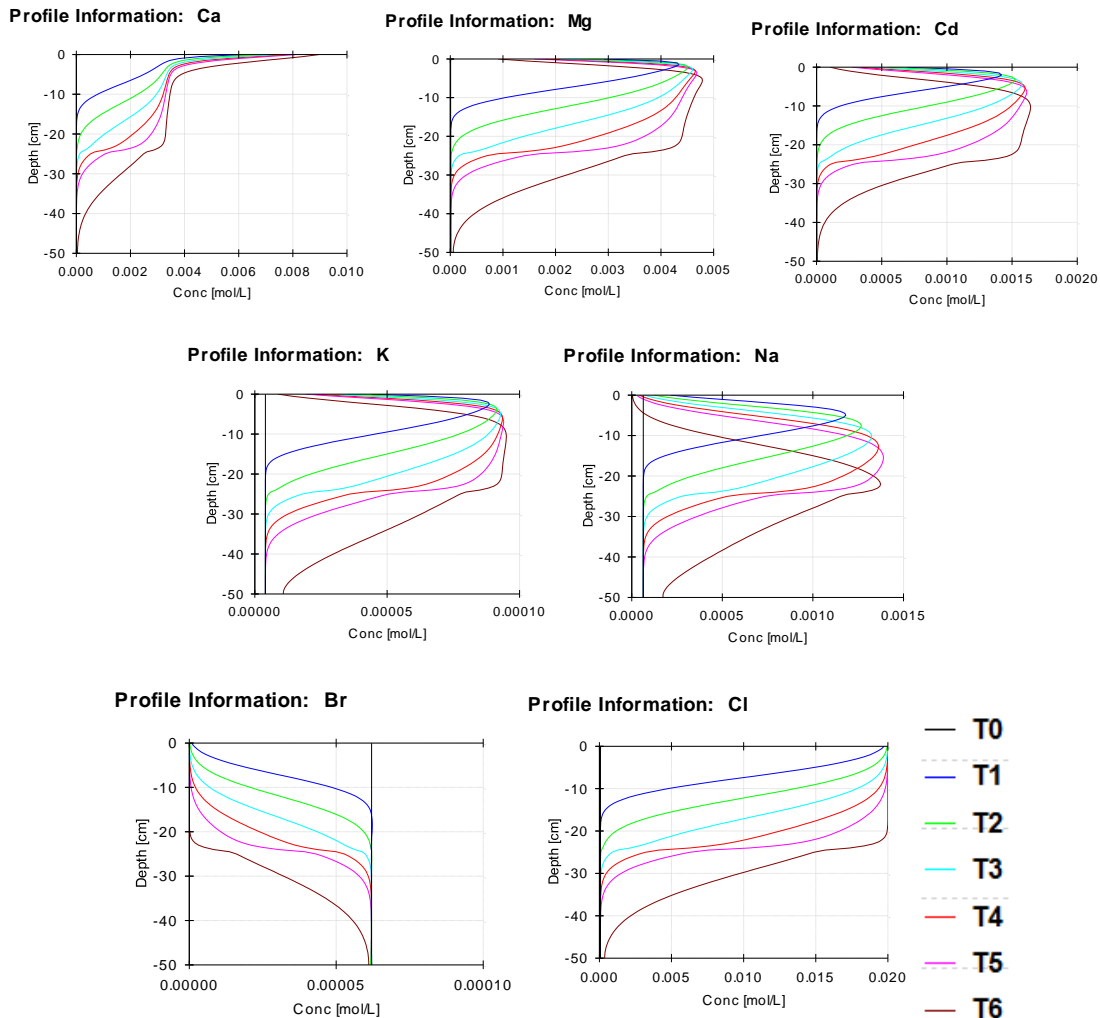 Profile Information: Ca
Profile Information: Mg
Profile Information: Cd
0
-10
-20
-30
-40
-50
Depth [cm]
0.000 0.002 0.004 0.006 0.008 0.010
Conc [mol/L]
0
-10
-20
-30
-40
-50
Depth [cm]
0.000 0.001 0.002 0.003 0.004 0.005
Conc [mol/L]
0
-10
-20
-30
-40
-50
Depth [cm]
0.0000 0.0005 0.0010 0.0015 0.0020
Conc [mol/L]
Profile Information: K
Profile Information: Na
0
-10
-20
-30
-40
-50
Depth [cm]
0.00000 0.00005 0.00010
Conc [mol/L]
0
-10
-20
-30
-40
-50
Depth [cm]
0.0000 0.0005 0.0010 0.0015
Conc [mol/L]
Profile Information: Br
Profile Information: Cl
0
-10
-20
-30
-40
-50
Depth [cm]
0.00000 0.00005 0.00010
Conc [mol/L]
0
-10
-20
-30
-40
-50
Depth [cm]
0.000 0.005 0.010 0.015 0.020
Conc [mol/L]
T0
T1
T2
T3
T4
T5
T6